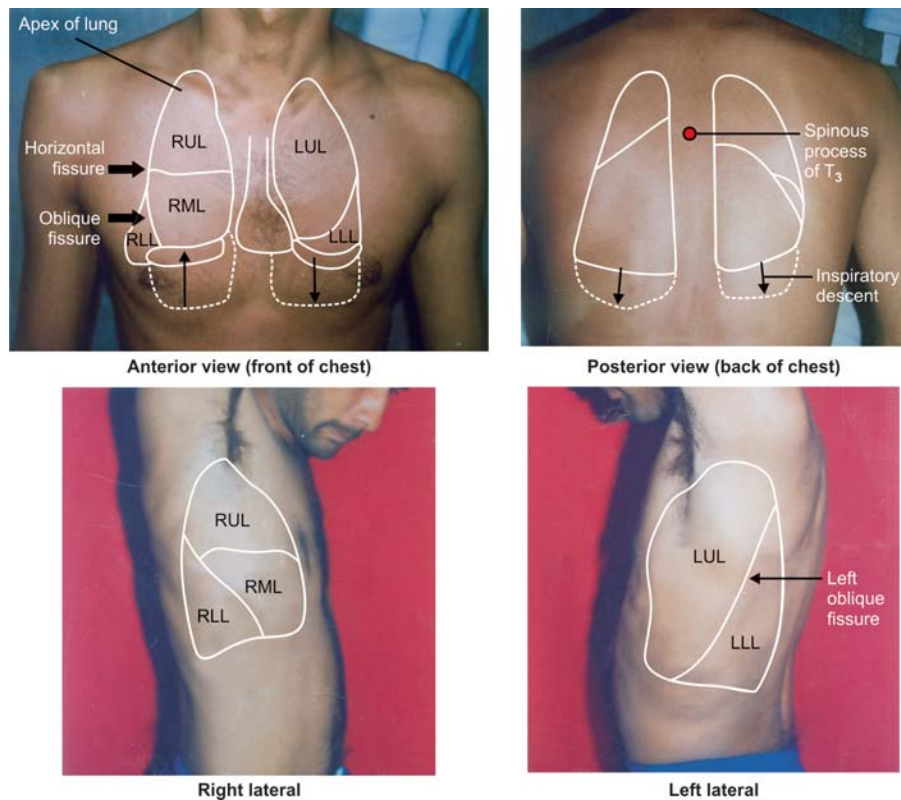 Apex of lung
RUL
LUL
Horizontal
fissure
RML
Oblique
fissure
RLL
LLL
Spinous
process
of T3
Inspiratory
descent
Anterior view (front of chest)
Posterior view (back of chest)
RUL
RML
RLL
LUL
Left
oblique
fissure
LLL
Right lateral
Left lateral